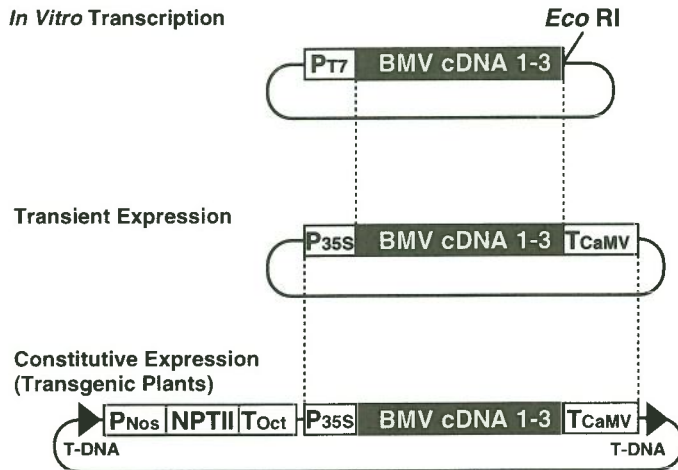 In Vitro Transcription
Eco RI
PT7 BMV cDNA 1-3
Transient Expression
P35S BMV cDNA 1-3 TCaMV
Constitutive Expression
(Transgenic Plants)
PNos NPTII TOct P35S BMV cDNA 1-3 TCaMV
T-DNA T-DNA